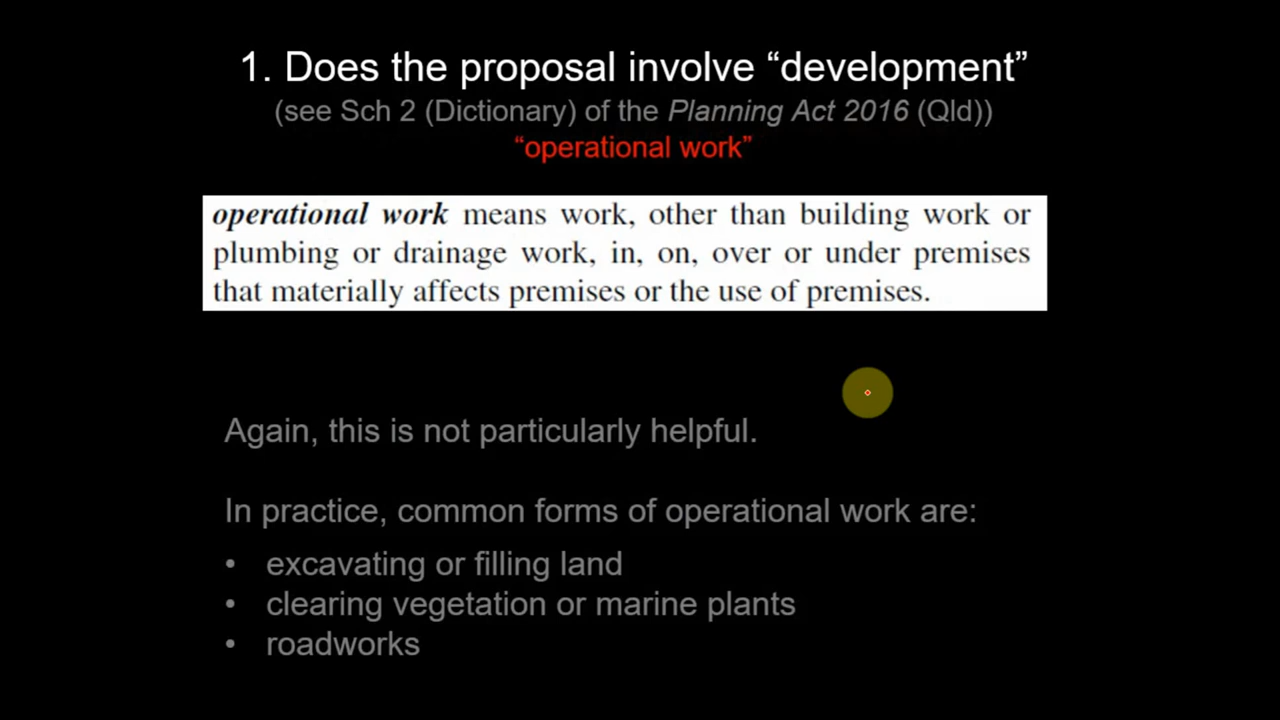 1. Does the proposal involve “development”
(see Sch 2 (Dictionary) of the Planning Act 2016 (Qld))
“operational work”
operational work means work, other than building work or
plumbing or drainage work, in, on, over or under premises
that materially affects premises or the use of premises.
Again, this is not particularly helpful.
In practice, common forms of operational work are:
• excavating or filling land
• clearing vegetation or marine plants
• roadworks